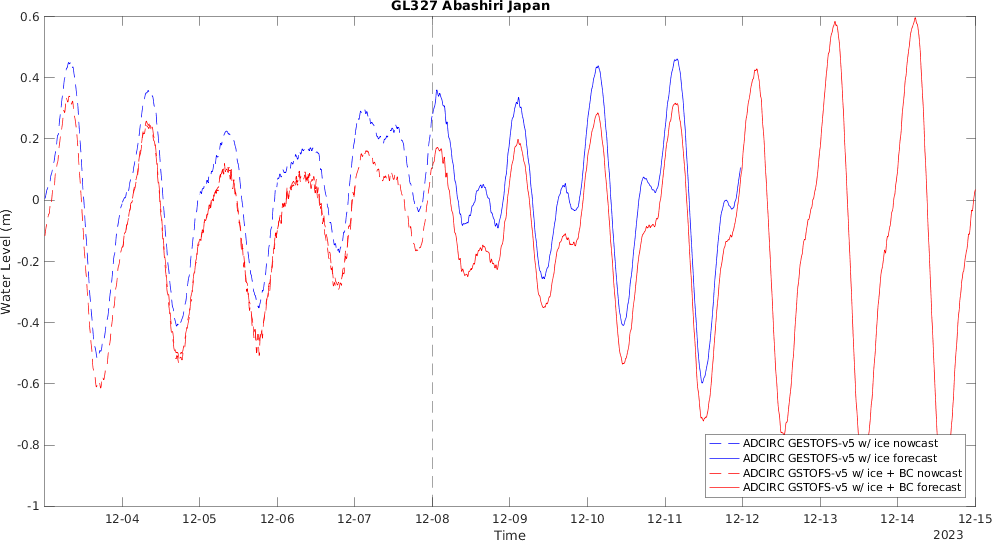 GL327 Abashiri Japan
0.6
0.4
0.2
0
-0.2
-0.4
-0.6
-0.8
-1
Water Level (m)
ADCIRC GESTOFS-v5 w/ ice nowcast
ADCIRC GESTOFS-v5 w/ ice forecast
ADCIRC GSTOFS-v5 w/ ice + BC nowcast
ADCIRC GSTOFS-v5 w/ ice + BC forecast
12-04 12-05 12-06 12-07 12-08 12-09 12-10 12-11 12-12 12-13 12-14 12-15
Time
2023